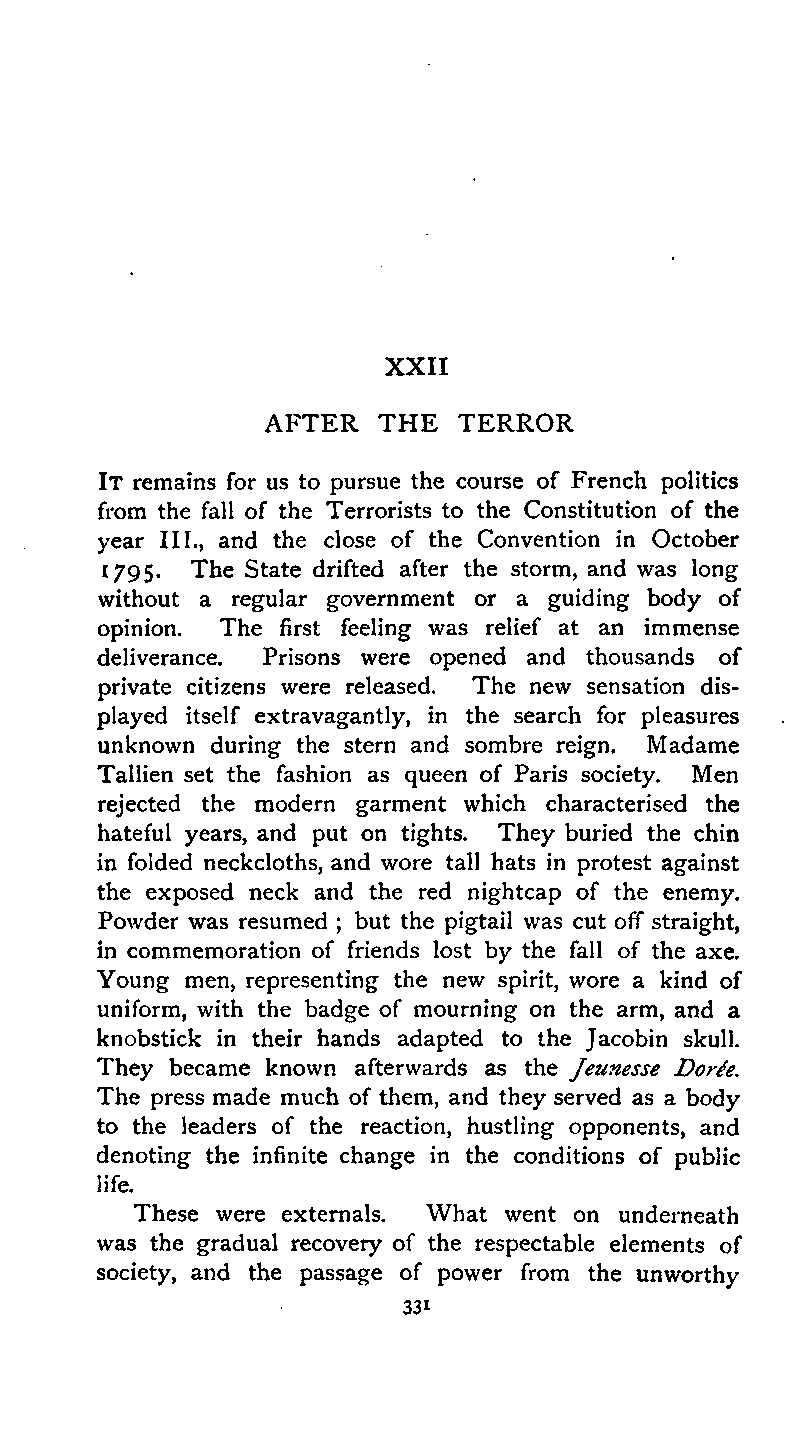 XXII
AFTER THE TERROR
IT remains for us to pursue the course of French politics
from the fall of the Terrorists to the Constitution of the
year III., and the close of the Convention in October
1795. The State drifted after the storm, and was long
without a regular government or a guiding body of
opinion. The first feeling was relief at an immense
deliverance. Prisons were opened and thousands of
private citizens were released. The new sensation dis-
played itself extravagantly, in the search for pleasures
unknown during the stern and sombre reign. Madame
Tallien set the fashion as queen of Paris society. Men
rejected the modern garment which characterised the
hateful years, and put on tights. They buried the chin
in folded neckcloths, and wore tall hats in protest against
the exposed neck and the red nightcap of the enemy.
Powder was resumed ; but the pigtail was cut off straight,
in commemoration of friends lost by the fall of the axe.
Young men, representing the new spirit, wore a kind of
uniform, with the badge of mourning on the arm, and a
knobstick in their hands adapted to the Jacobin skull.
They became known afterwards as the Jeunesse Dorée.
The press made much of them, and they served as a body
to the leaders of the reaction, hustling opponents, and
denoting the infinite change in the conditions of public
life.
These were externals. What went on underneath
was the gradual recovery of the respectable elements of
society, and the passage of power from the unworthy
331